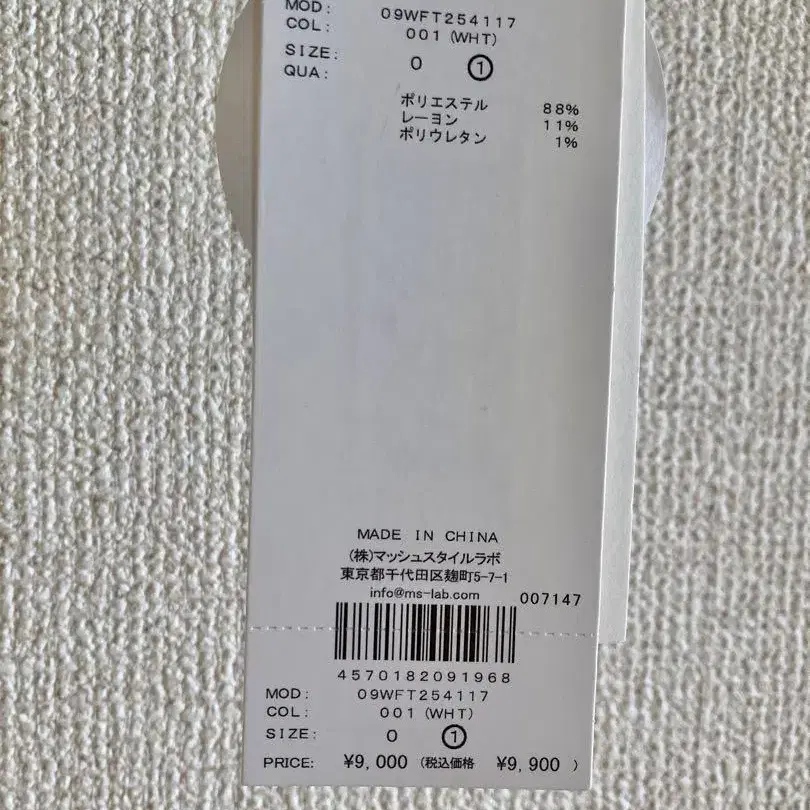 MOD: 09WFT254117
COL: 001 (WHT)
SIZE: 0 ①
QUA:
ポリエステル 88%
レーヨン 11%
ポリウレタン 1%
MADE IN CHINA
(株)マッシュスタイルラボ
東京都千代田区麹町5-7-1
info@ms-lab.com 007147
4570182091968
MOD: 09WFT254117
COL: 001 (WHT)
SIZE: 0 ①
PRICE: ¥9,000 (税込価格 ¥9,900 )